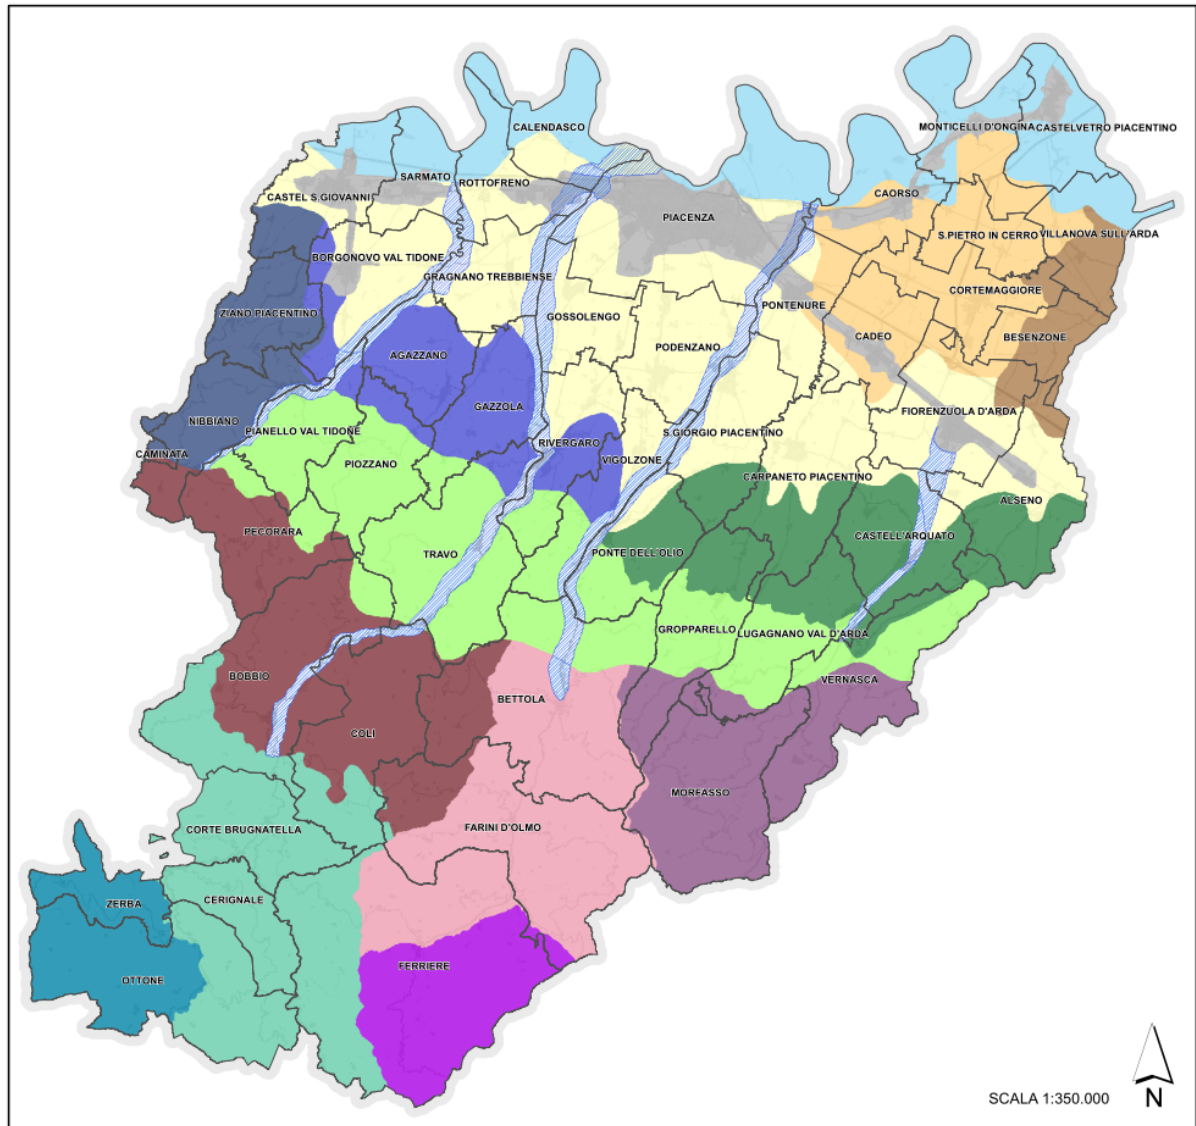 CALENDASCO
MONTICELLI D'ONGINA
CASTELVETRO PIACENTINO
SARMATO
ROTTOFRENO
CASTEL S.GIOVANNI
CAORSO
PIACENZA
S.PIETRO IN CERRO
VILLANOVA SULL'ARDA
BORGONOVO VAL TIDONE
GRAGNANO TREBBIENSE
CORTEMAGGIORE
PONTENURE
ZIANO PIACENTINO
GOSSOLENGO
CADEO
BESENZONE
PODENZANO
AGAZZANO
GAZZOLA
FIORENZUOLA D'ARDA
NIBBIANO
PIANELLO VAL TIDONE
S.GIORGIO PIACENTINO
RIVERGARO
CAMINATA
VIGOLZONE
PIOZZANO
CARPANETO PIACENTINO
ALSENO
PECORARA
CASTELL'ARQUATO
TRAVO
PONTE DELL'OLIO
GROPPARELLO
LUGAGNANO VAL D'ARDA
BOBBIO
VERNASCA
BETTOLA
COLI
MORFASSO
FARINI D'OLMO
CORTE BRUGNATELLA
CERIGNALE
ZERBA
FERRIERE
OTTONE
SCALA 1:350.000
N